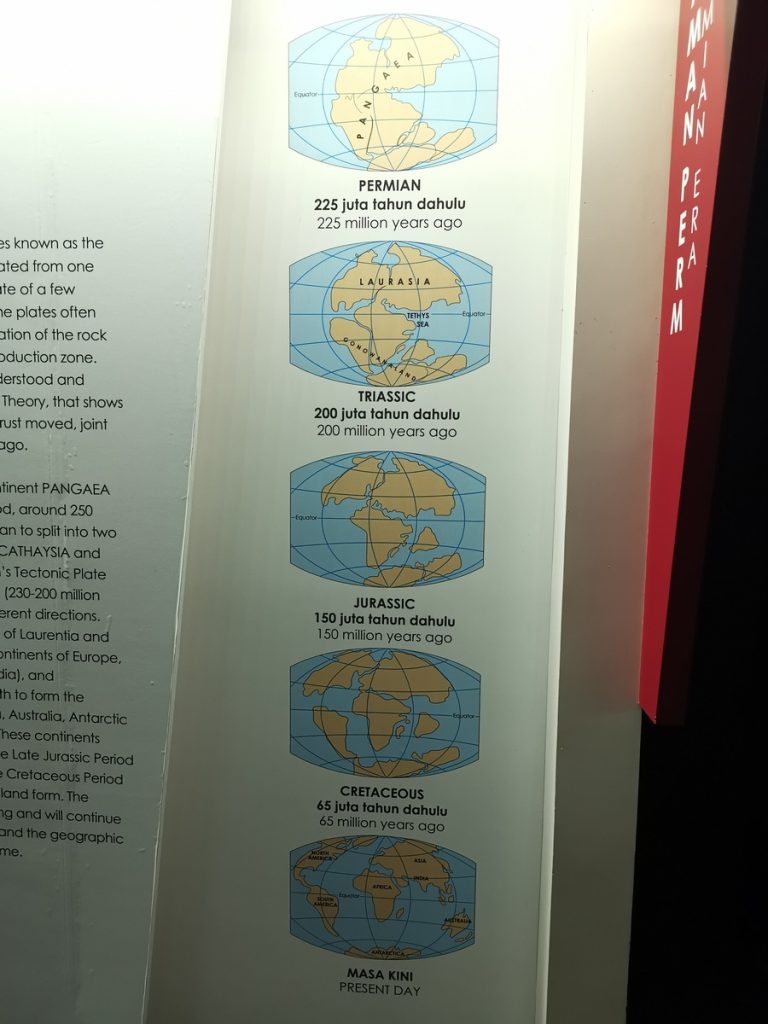 es known as the
ated from one
ate of a few
ne plates often
ation of the rock
oduction zone.
derstood and
Theory, that shows
rust moved, joint
ago.
tinent PANGAEA
od, around 250
an to split into two
CATHAYSIA and
n's Tectonic Plate
(230-200 million
erent directions.
of Laurentia and
ontinents of Europe,
dia), and
th to form the
, Australia, Antarctic
These continents
e Late Jurassic Period
e Cretaceous Period
land form. The
ng and will continue
and the geographic
me.
PANGAEA
Equator
PERMIAN
225 juta tahun dahulu
225 million years ago
LAURASIA
TETHYS
SEA
Equator
GONDWANALAND
TRIASSIC
200 juta tahun dahulu
200 million years ago
Equator
JURASSIC
150 juta tahun dahulu
150 million years ago
Equator
CRETACEOUS
65 juta tahun dahulu
65 million years ago
NORTH
AMERICA
ASIA
INDIA
AFRICA
Equator
SOUTH
AMERICA
AUSTRALIA
ANTARCTICA
MASA KINI
PRESENT DAY
MAN PERM
MIAN ERA